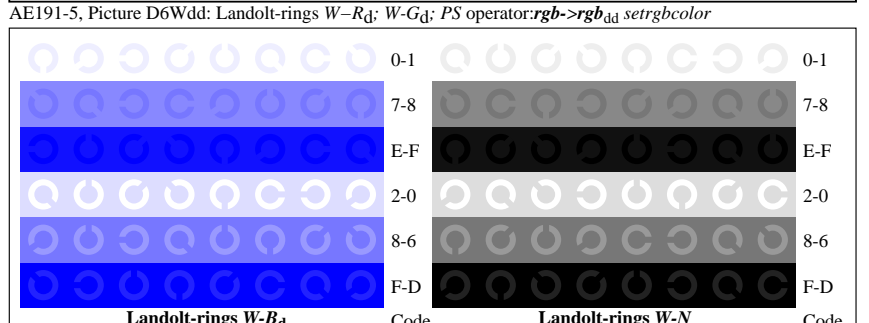 AE191-5, Picture D6Wdd: Landolt-rings W–Rd; W-Gd; PS operator:rgb->rgbdd setrgbcolor
0-1 0-1
7-8 7-8
E-F E-F
2-0 2-0
8-6 8-6
F-D F-D
Landolt-rings W-Bd Code Landolt-rings W-N Code